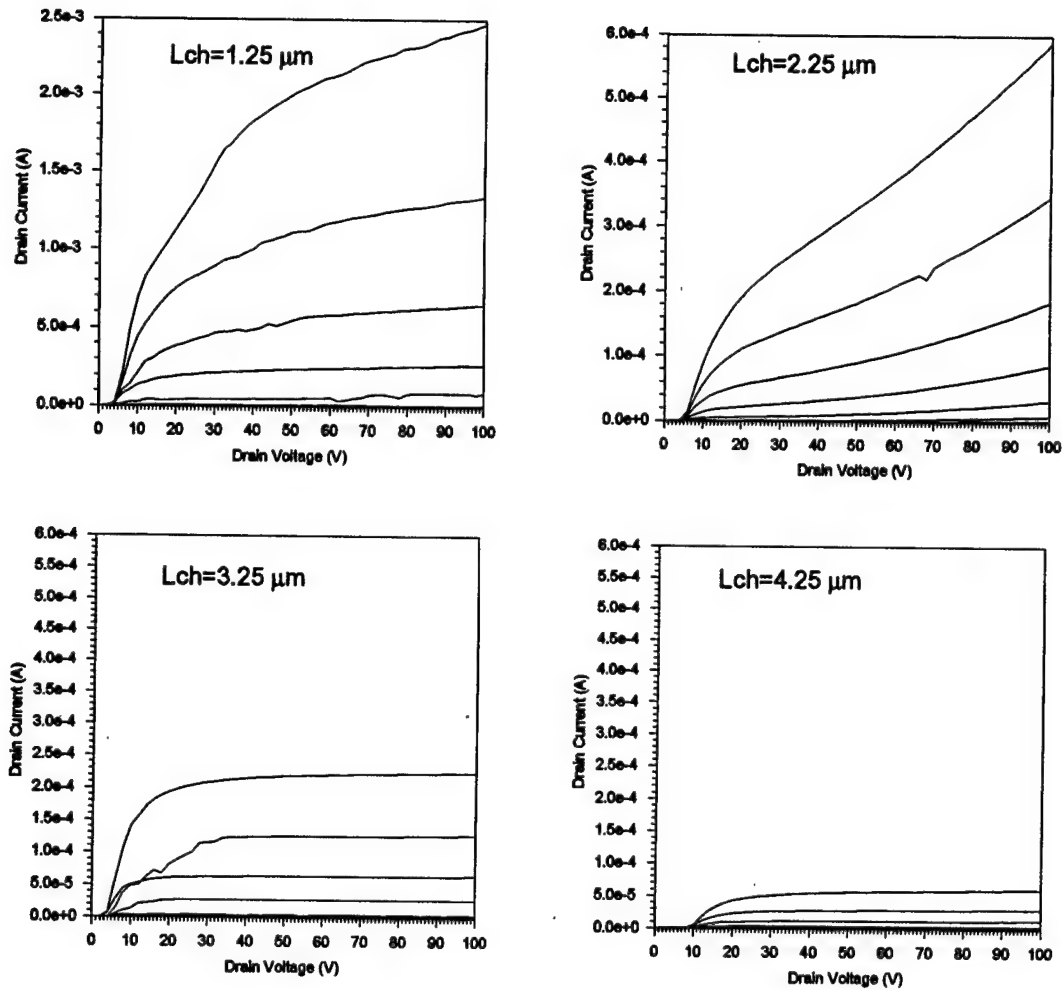 2.5e-3
2.0e-3
1.5e-3
1.0e-3
5.0e-4
0.0e+0
Drain Current (A)
Lch=1.25 μm
0 10 20 30 40 50 60 70 80 90 100
Drain Voltage (V)
6.0e-4
5.0e-4
4.0e-4
3.0e-4
2.0e-4
1.0e-4
0.0e+0
Drain Current (A)
Lch=2.25 μm
0 10 20 30 40 50 60 70 80 90 100
Drain Voltage (V)
6.0e-4
5.5e-4
5.0e-4
4.5e-4
4.0e-4
3.5e-4
3.0e-4
2.5e-4
2.0e-4
1.5e-4
1.0e-4
5.0e-5
0.0e+0
Drain Current (A)
Lch=3.25 μm
0 10 20 30 40 50 60 70 80 90 100
Drain Voltage (V)
6.0e-4
5.5e-4
5.0e-4
4.5e-4
4.0e-4
3.5e-4
3.0e-4
2.5e-4
2.0e-4
1.5e-4
1.0e-4
5.0e-5
0.0e+0
Drain Current (A)
Lch=4.25 μm
0 10 20 30 40 50 60 70 80 90 100
Drain Voltage (V)